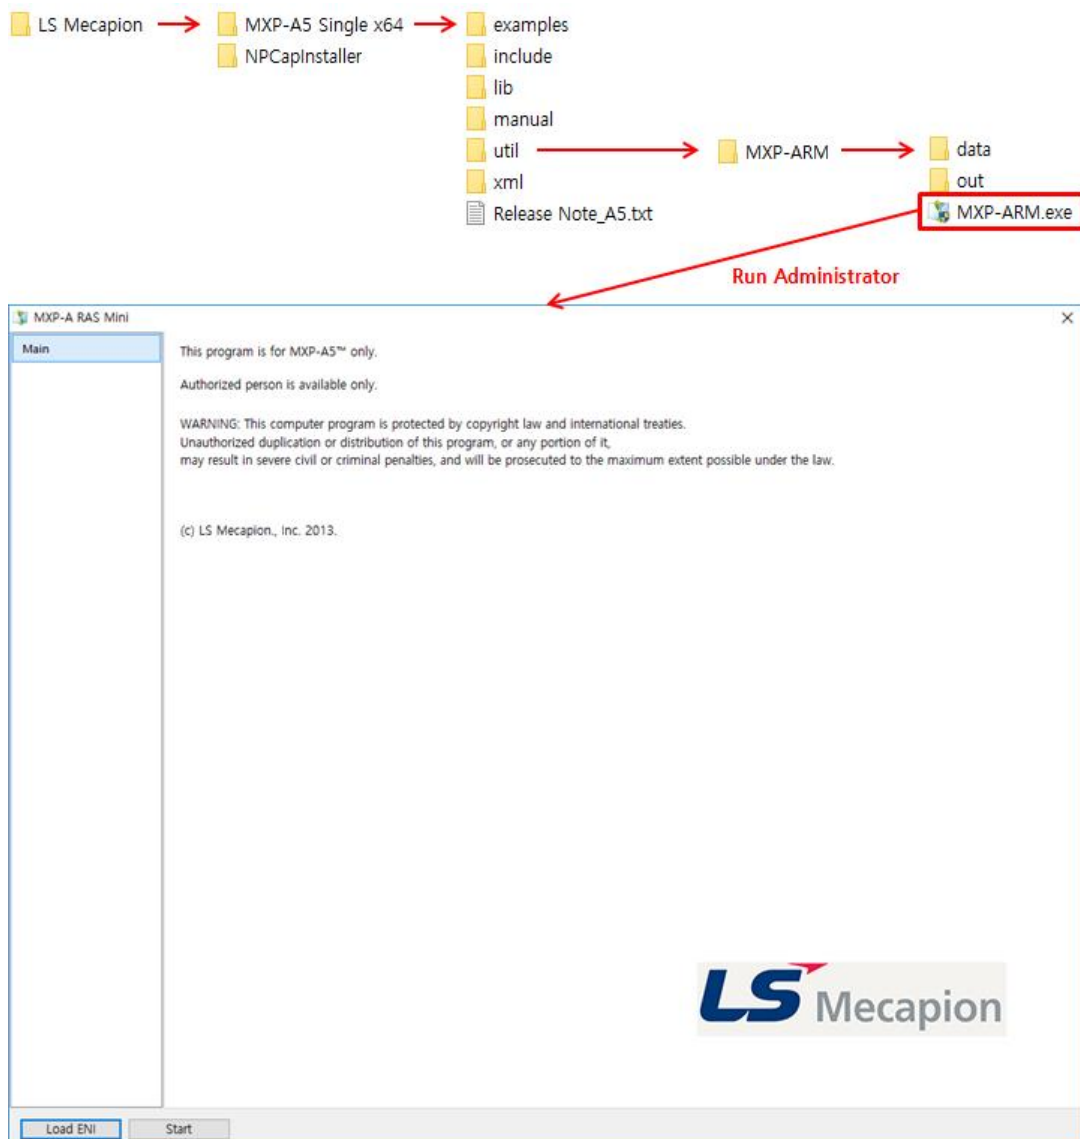 LS Mecapion
MXP-A5 Single x64
examples
NPCapInstaller
include
lib
manual
util
MXP-ARM
data
xml
out
Release Note_A5.txt
MXP-ARM.exe
Run Administrator
MXP-A RAS Mini
Main
This program is for MXP-A5™ only.
Authorized person is available only.
WARNING: This computer program is protected by copyright law and international treaties.
Unauthorized duplication or distribution of this program, or any portion of it,
may result in severe civil or criminal penalties, and will be prosecuted to the maximum extent possible under the law.
(c) LS Mecapion., Inc. 2013.
LS Mecapion
Load ENI
Start